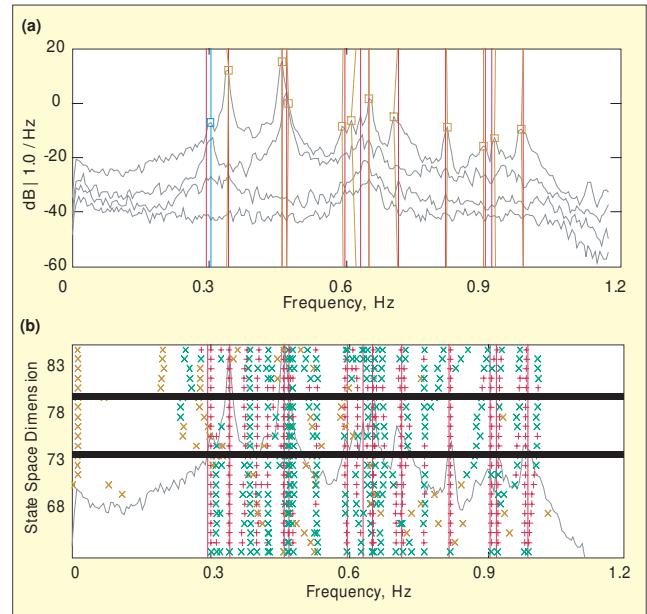 (a)
20
0
-20
-40
-60
dB | 1.0 / Hz
0 0.3 0.6 0.9 1.2
Frequency, Hz
(b)
83
78
73
68
State Space Dimension
0 0.3 0.6 0.9 1.2
Frequency, Hz